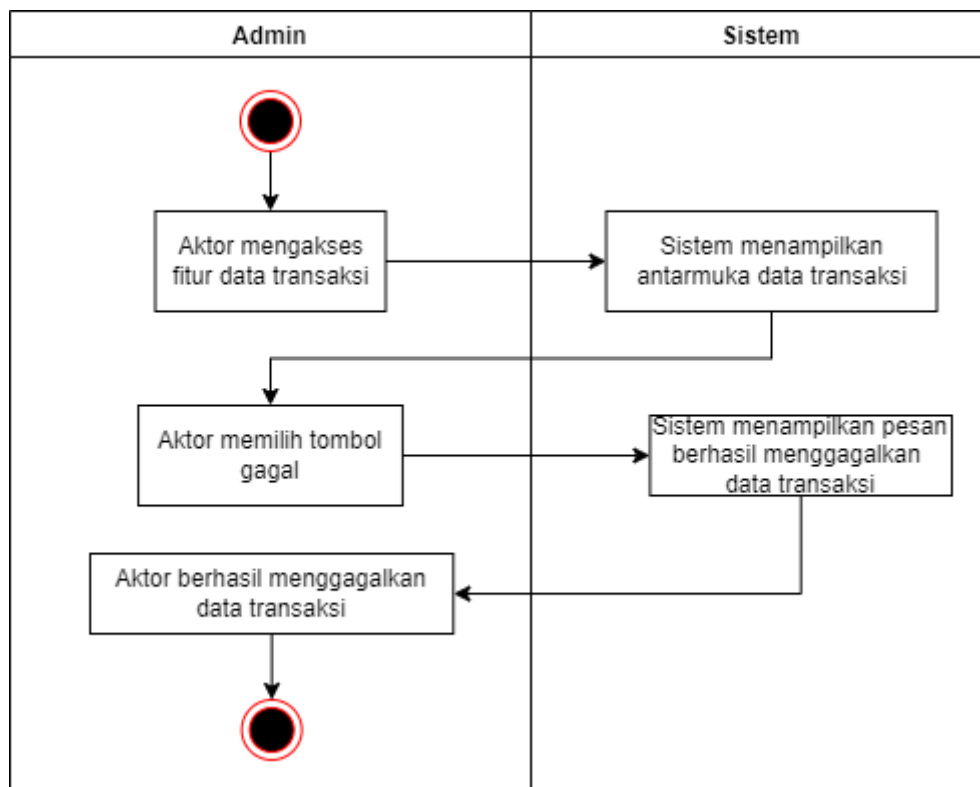 Admin
Sistem
Aktor mengakses
fitur data transaksi
Sistem menampilkan
antarmuka data transaksi
Aktor memilih tombol
gagal
Sistem menampilkan pesan
berhasil menggagalkan
data transaksi
Aktor berhasil menggagalkan
data transaksi